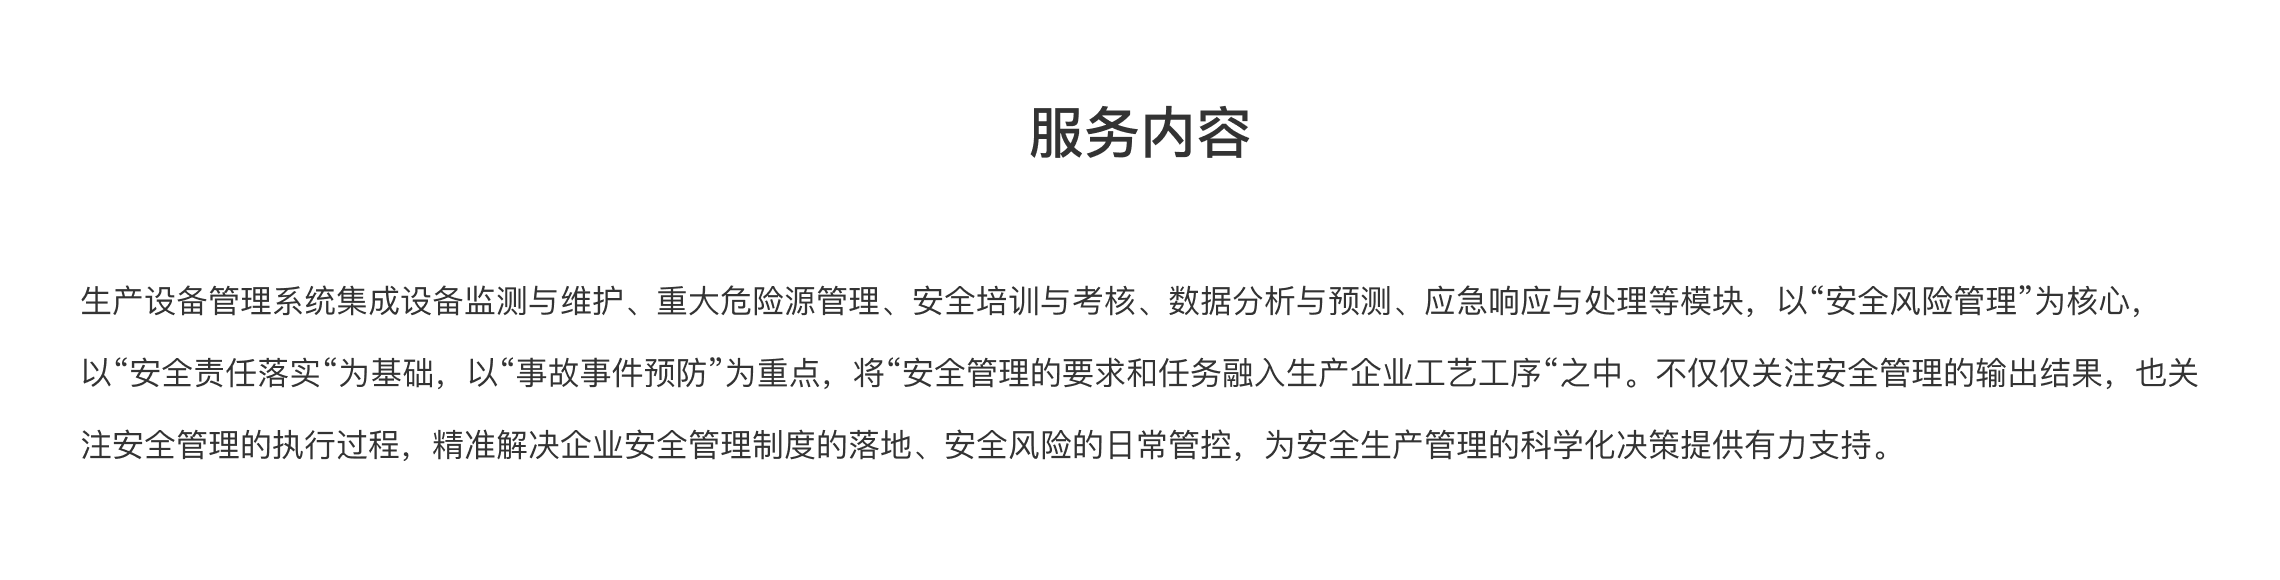 服务内容
生产设备管理系统集成设备监测与维护、重大危险源管理、安全培训与考核、数据分析与预测、应急响应与处理等模块，以“安全风险管理”为核心，
以“安全责任落实“为基础，以“事故事件预防”为重点，将“安全管理的要求和任务融入生产企业工艺工序“之中。不仅仅关注安全管理的输出结果，也关
注安全管理的执行过程，精准解决企业安全管理制度的落地、安全风险的日常管控，为安全生产管理的科学化决策提供有力支持。